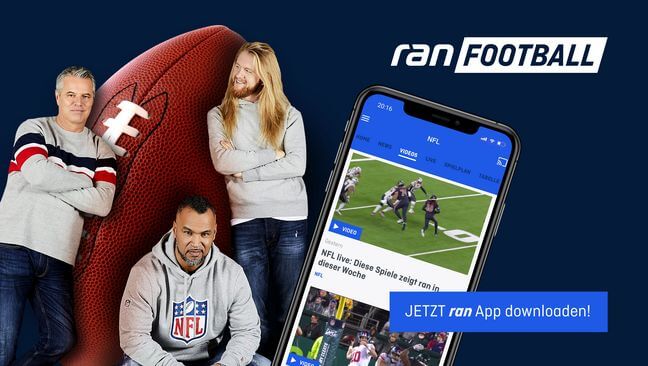 ran FOOTBALL
20:16
NFL
HOME NEWS VIDEOS LIVE SPIELPLAN TABELLE
VIDEO
Gestern
NFL live: Diese Spiele zeigt ran in
dieser Woche
NFL
NFL
JETZT ran App downloaden!
VIDEO